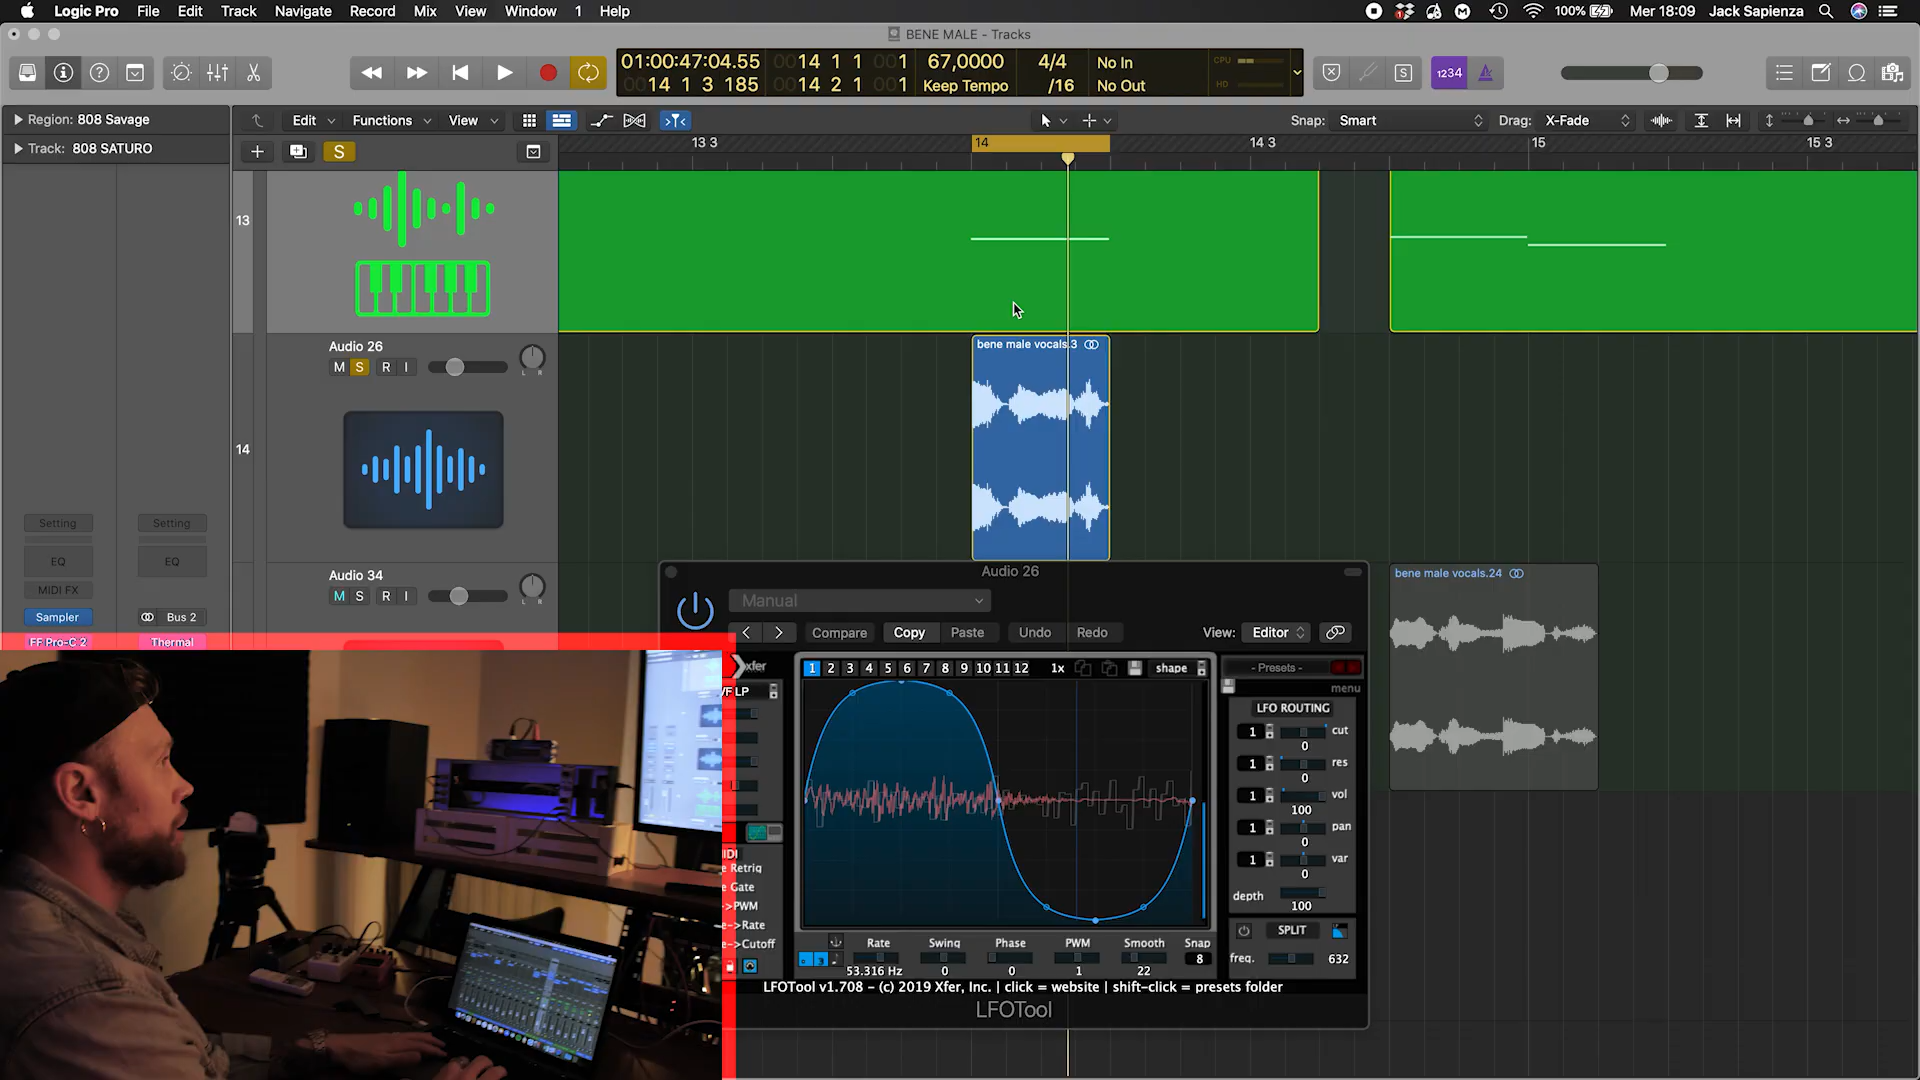 Logic Pro File Edit Track Navigate Record Mix View Window 1 Help
100% Mer 18:09 Jack Sapienza
BENE MALE - Tracks
01:00:47:04.55 0014 1 1 001 67,0000 4/4 No In CPU
0014 1 3 185 0014 2 1 001 Keep Tempo /16 No Out HD
S
1234
Region: 808 Savage
Edit Functions View
Snap: Smart
Drag: X-Fade
Track: 808 SATURO
S
13 3
14
14 3
15
15 3
13
Audio 26
M S R I
L R
bene male vocals.3
14
Setting Setting
EQ EQ
MIDI FX
Sampler Bus 2
FF Pro-C 2 Thermal
Audio 34
M S R I
L R
bene male vocals.24
Audio 26
Manual
Compare Copy Paste Undo Redo View: Editor
xfer
1 2 3 4 5 6 7 8 9 10 11 12 1x shape
- Presets -
menu
VF LP
LFO ROUTING
1 cut
0
1 res
0
1 vol
100
1 pan
0
1 var
0
depth
100
SPLIT
freq. 632
IDI
e Retrig
e Gate
->PWM
->Rate
->Cutoff
Rate Swing Phase PWM Smooth Snap
53.316 Hz 0 0 1 22 8
LFOTool v1.708 - (c) 2019 Xfer, Inc. | click = website | shift-click = presets folder
LFOTool